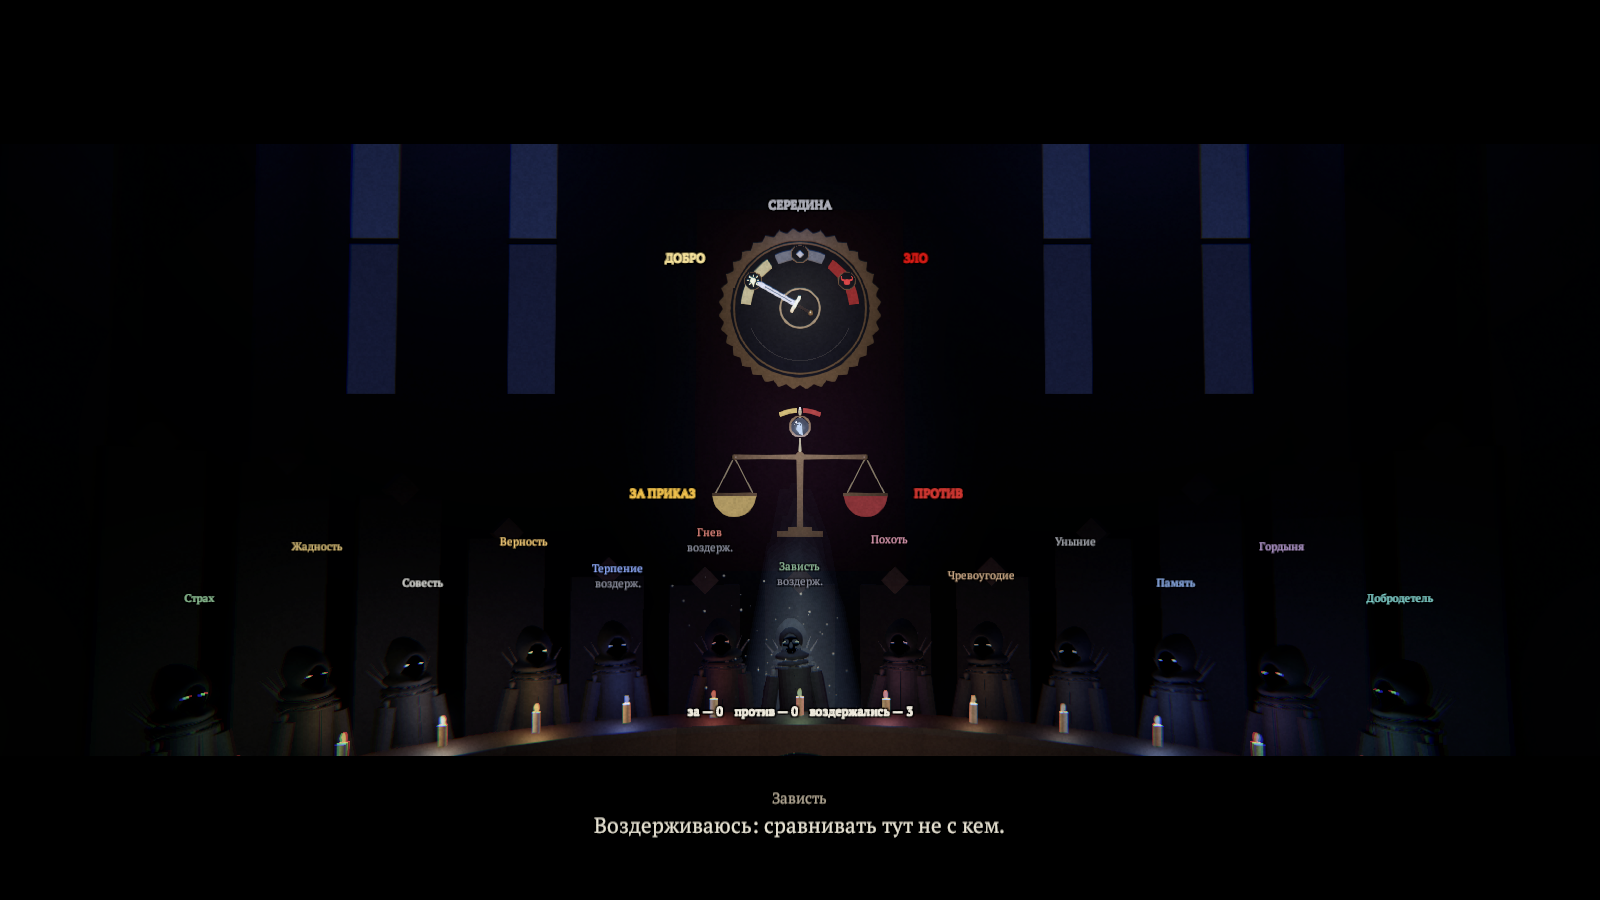 СЕРЕДИНА
ДОБРО
ЗЛО
ЗА ПРИКАЗ
ПРОТИВ
Гнев
воздерж.
Похоть
Жадность
Верность
Уныние
Гордыня
Терпение
воздерж.
Зависть
воздерж.
Чревоугодие
Совесть
Память
Страх
Добродетель
за — 0 против — 0 воздержались — 3
Зависть
Воздерживаюсь: сравнивать тут не с кем.